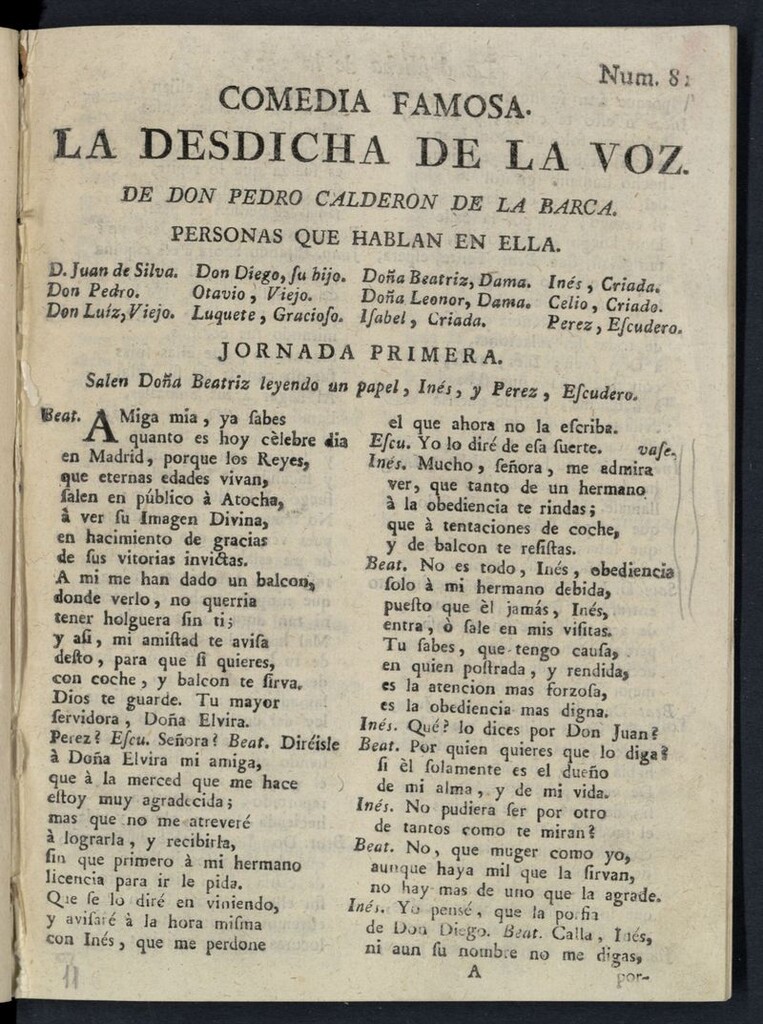 Num. 8
COMEDIA FAMOSA.
LA DESDICHA DE LA VOZ.
DE DON PEDRO CALDERON DE LA BARCA.
PERSONAS QUE HABLAN EN ELLA.
D. Juan de Silva. Don Diego, ſu hijo. Doña Beatriz, Dama. Inés, Criada.
Don Pedro. Otavio, Viejo. Doña Leonor, Dama. Celio, Criado.
Don Luíz, Viejo. Luquete, Gracioſo. Iſabel, Criada. Perez, Eſcudero.
JORNADA PRIMERA.
Salen Doña Beatriz leyendo un papel, Inés, y Perez, Eſcudero.
Beat. AMiga mia, ya ſabes
quanto es hoy cèlebre dia
en Madrid, porque los Reyes,
que eternas edades vivan,
ſalen en público à Atocha,
à ver ſu Imagen Divina,
en hacimiento de gracias
de ſus vitorias invictas.
A mi me han dado un balcon,
donde verlo, no querria
tener holguera ſin ti;
y aſi, mi amiſtad te aviſa
deſto, para que ſi quieres,
con coche, y balcon te ſirva.
Dios te guarde. Tu mayor
ſervidora, Doña Elvira.
Perez? Eſcu. Señora? Beat. Diréisle
à Doña Elvira mi amiga,
que à la merced que me hace
eſtoy muy agradecida;
mas que no me atreveré
à lograrla, y recibirla,
ſin que primero à mi hermano
licencia para ir le pida.
Que ſe lo diré en viniendo,
y aviſaré à la hora miſma
con Inés, que me perdone
el que ahora no la eſcriba.
Eſcu. Yo lo diré de eſa ſuerte. vaſe.
Inés. Mucho, ſeñora, me admira
ver, que tanto de un hermano
à la obediencia te rindas;
que à tentaciones de coche,
y de balcon te reſiſtas.
Beat. No es todo, Inés, obediencia
ſolo à mi hermano debida,
pueſto que èl jamás, Inés,
entra, ò ſale en mis viſitas.
Tu ſabes, que tengo cauſa,
en quien poſtrada, y rendida,
es la atencion mas forzoſa,
es la obediencia mas digna.
Inés. Qué? lo dices por Don Juan?
Beat. Por quien quieres que lo diga?
ſi èl ſolamente es el dueño
de mi alma, y de mi vida.
Inés. No pudiera ſer por otro
de tantos como te miran?
Beat. No, que muger como yo,
aunque haya mil que la ſirvan,
no hay mas de uno que la agrade.
Inés. Yo pensé, que la porfia
de Don Diego. Beat. Calla, Inés,
ni aun ſu nombre no me digas,
A
por-
11